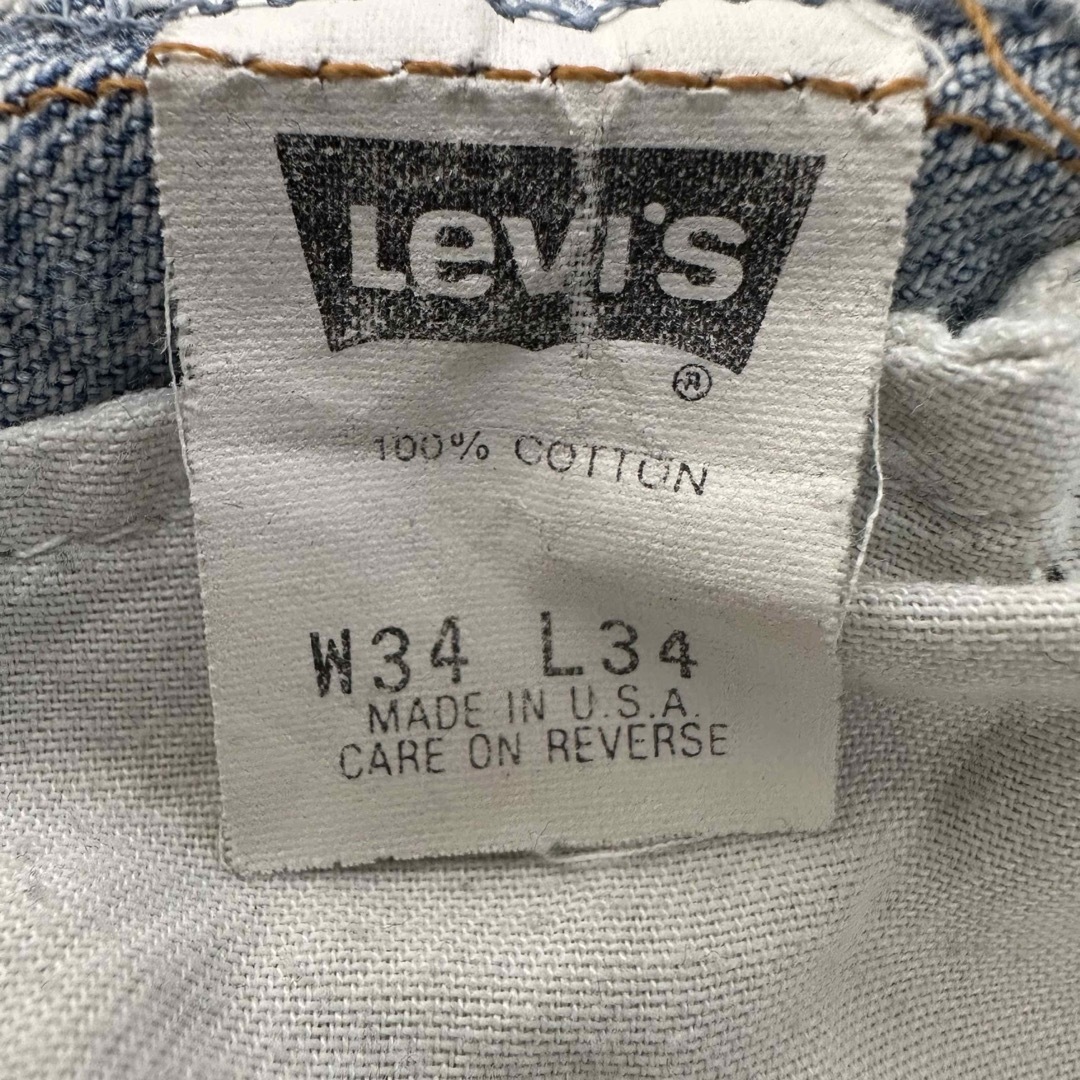 Levi's
®
100% COTTON
W34 L34
MADE IN U.S.A.
CARE ON REVERSE